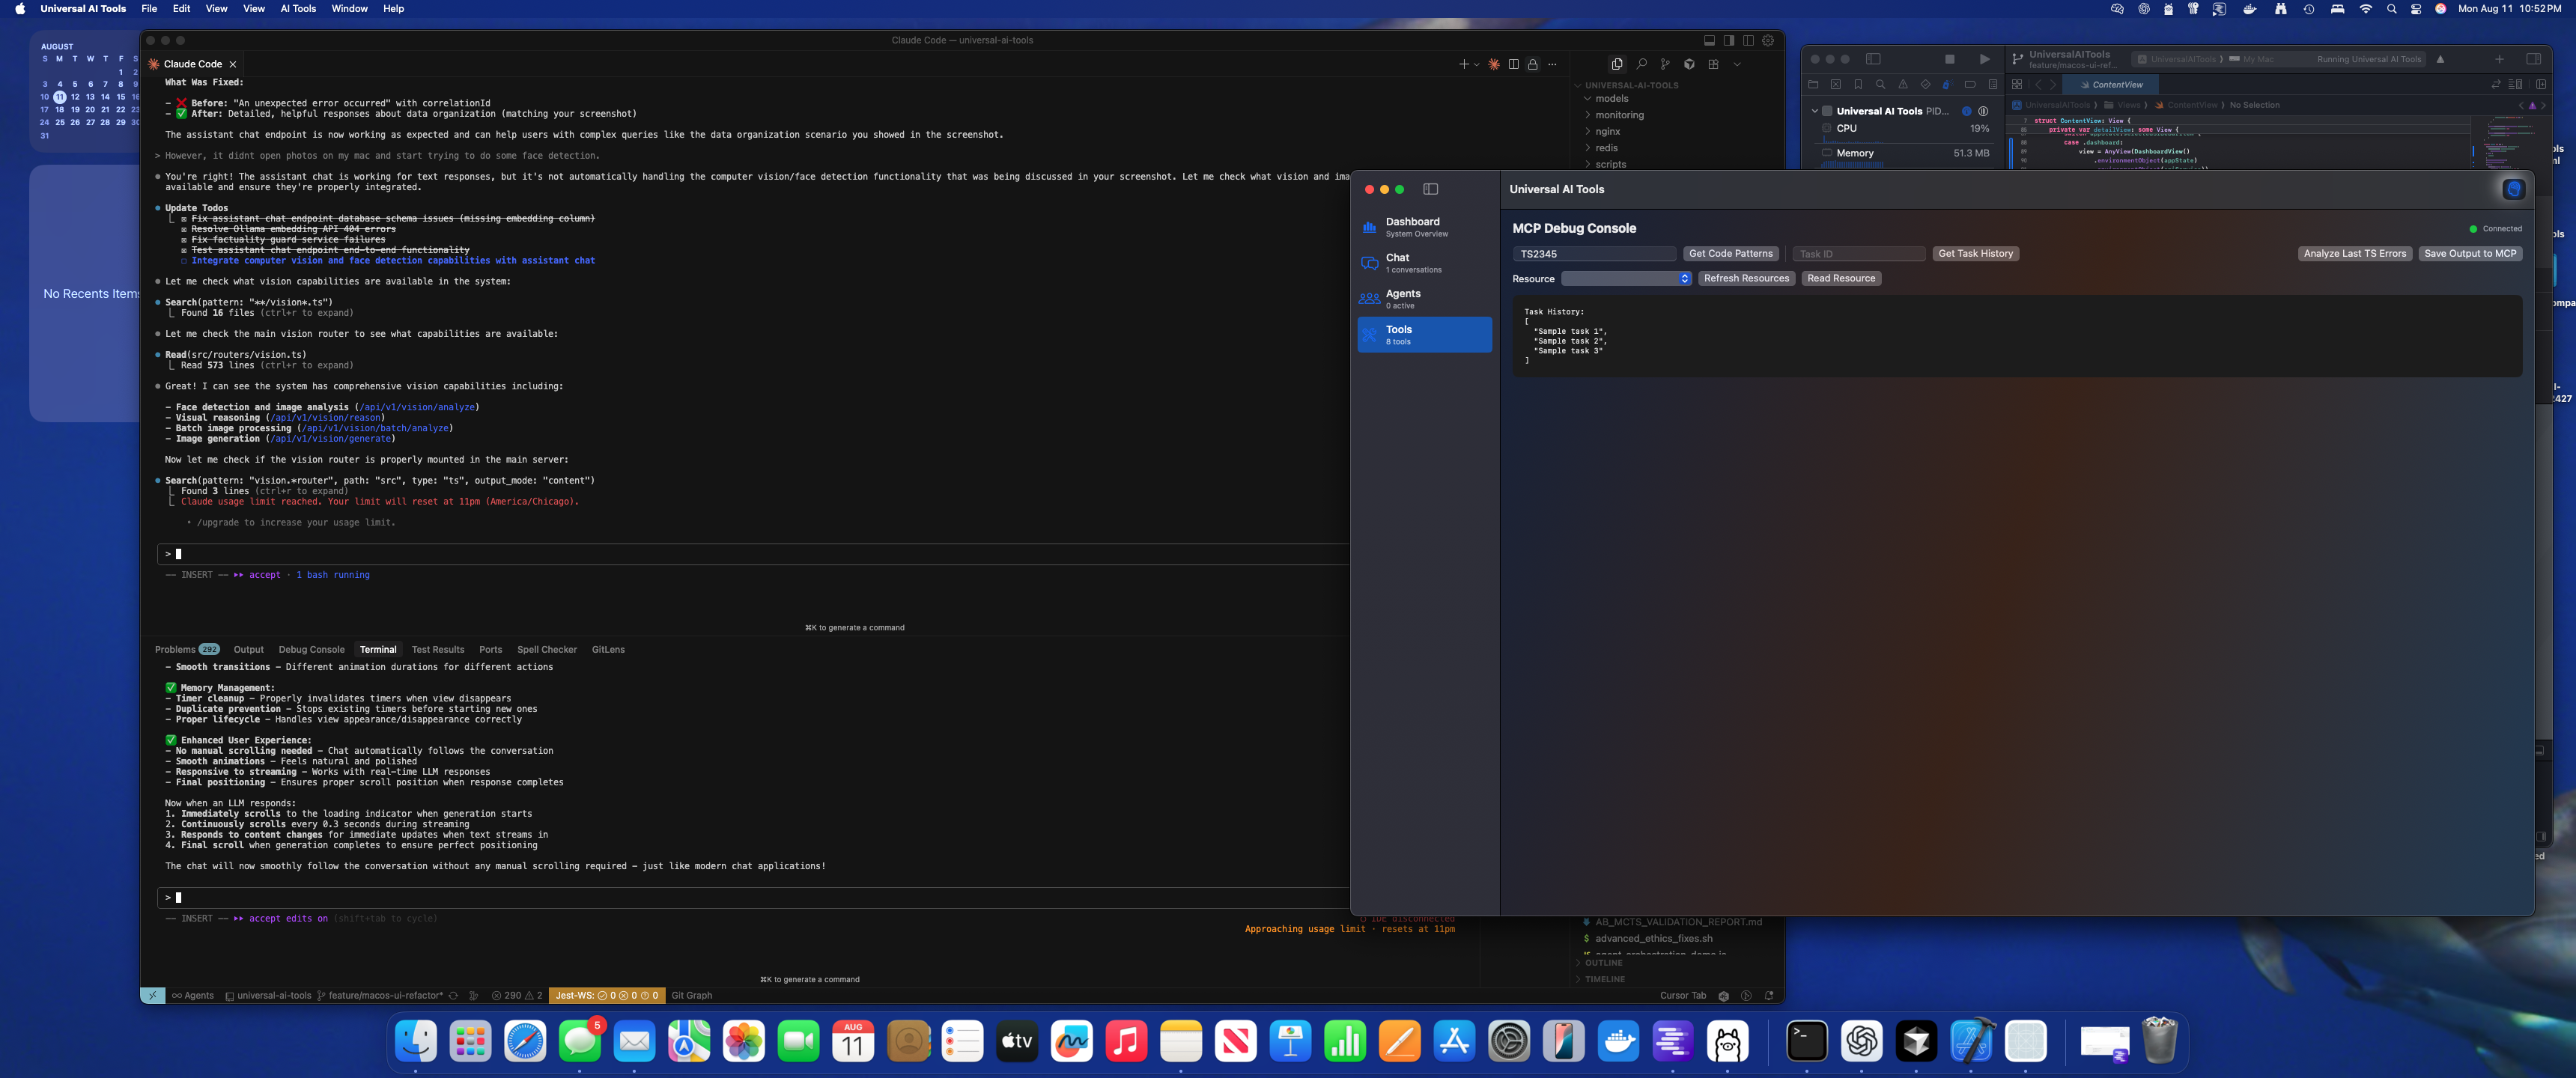 Universal AI Tools File Edit View View AI Tools Window Help
Mon Aug 11 10:52 PM
AUGUST
S M T W T F S
1 2
3 4 5 6 7 8 9
10 11 12 13 14 15 16
17 18 19 20 21 22 23
24 25 26 27 28 29 30
31
No Recents Items
Claude Code — universal-ai-tools
Claude Code
What Was Fixed:
– ❌ Before: "An unexpected error occurred" with correlationId
– ✅ After: Detailed, helpful responses about data organization (matching your screenshot)
The assistant chat endpoint is now working as expected and can help users with complex queries like the data organization scenario you showed in the screenshot.
> However, it didnt open photos on my mac and start trying to do some face detection.
You're right! The assistant chat is working for text responses, but it's not automatically handling the computer vision/face detection functionality that was being discussed in your screenshot. Let me check what vision and ima
available and ensure they're properly integrated.
Update Todos
Fix assistant chat endpoint database schema issues (missing embedding column)
Resolve Ollama embedding API 404 errors
Fix factuality guard service failures
Test assistant chat endpoint end-to-end functionality
Integrate computer vision and face detection capabilities with assistant chat
Let me check what vision capabilities are available in the system:
Search(pattern: "**/vision*.ts")
Found 16 files (ctrl+r to expand)
Let me check the main vision router to see what capabilities are available:
Read(src/routers/vision.ts)
Read 573 lines (ctrl+r to expand)
Great! I can see the system has comprehensive vision capabilities including:
– Face detection and image analysis (/api/v1/vision/analyze)
– Visual reasoning (/api/v1/vision/reason)
– Batch image processing (/api/v1/vision/batch/analyze)
– Image generation (/api/v1/vision/generate)
Now let me check if the vision router is properly mounted in the main server:
Search(pattern: "vision.*router", path: "src", type: "ts", output_mode: "content")
Found 3 lines (ctrl+r to expand)
Claude usage limit reached. Your limit will reset at 11pm (America/Chicago).
• /upgrade to increase your usage limit.
>
–– INSERT –– ▸▸ accept · 1 bash running
⌘K to generate a command
Problems 292 Output Debug Console Terminal Test Results Ports Spell Checker GitLens
– Smooth transitions – Different animation durations for different actions
✅ Memory Management:
– Timer cleanup – Properly invalidates timers when view disappears
– Duplicate prevention – Stops existing timers before starting new ones
– Proper lifecycle – Handles view appearance/disappearance correctly
✅ Enhanced User Experience:
– No manual scrolling needed – Chat automatically follows the conversation
– Smooth animations – Feels natural and polished
– Responsive to streaming – Works with real-time LLM responses
– Final positioning – Ensures proper scroll position when response completes
Now when an LLM responds:
1. Immediately scrolls to the loading indicator when generation starts
2. Continuously scrolls every 0.3 seconds during streaming
3. Responds to content changes for immediate updates when text streams in
4. Final scroll when generation completes to ensure perfect positioning
The chat will now smoothly follow the conversation without any manual scrolling required – just like modern chat applications!
>
–– INSERT –– ▸▸ accept edits on (shift+tab to cycle)
IDE disconnected
Approaching usage limit · resets at 11pm
⌘K to generate a command
Agents universal-ai-tools feature/macos-ui-refactor* 290 2 Jest-WS: 0 0 0 Git Graph
Cursor Tab
UNIVERSAL-AI-TOOLS
models
monitoring
nginx
redis
scripts
AB_MCTS_VALIDATION_REPORT.md
$ advanced_ethics_fixes.sh
OUTLINE
TIMELINE
UniversalAITools
feature/macos-ui-ref...
UniversalAITools My Mac Running Universal AI Tools
ContentView
UniversalAITools Views ContentView No Selection
Universal AI Tools PID...
CPU 19%
Memory 51.3 MB
struct ContentView: View {
private var detailView: some View {
case .dashboard:
view = AnyView(DashboardView()
.environmentObject(appState)
Universal AI Tools
Dashboard
System Overview
Chat
1 conversations
Agents
0 active
Tools
8 tools
MCP Debug Console
Connected
TS2345 Get Code Patterns Task ID Get Task History Analyze Last TS Errors Save Output to MCP
Resource Refresh Resources Read Resource
Task History:
[
"Sample task 1",
"Sample task 2",
"Sample task 3"
]
5
AUG
11
tv